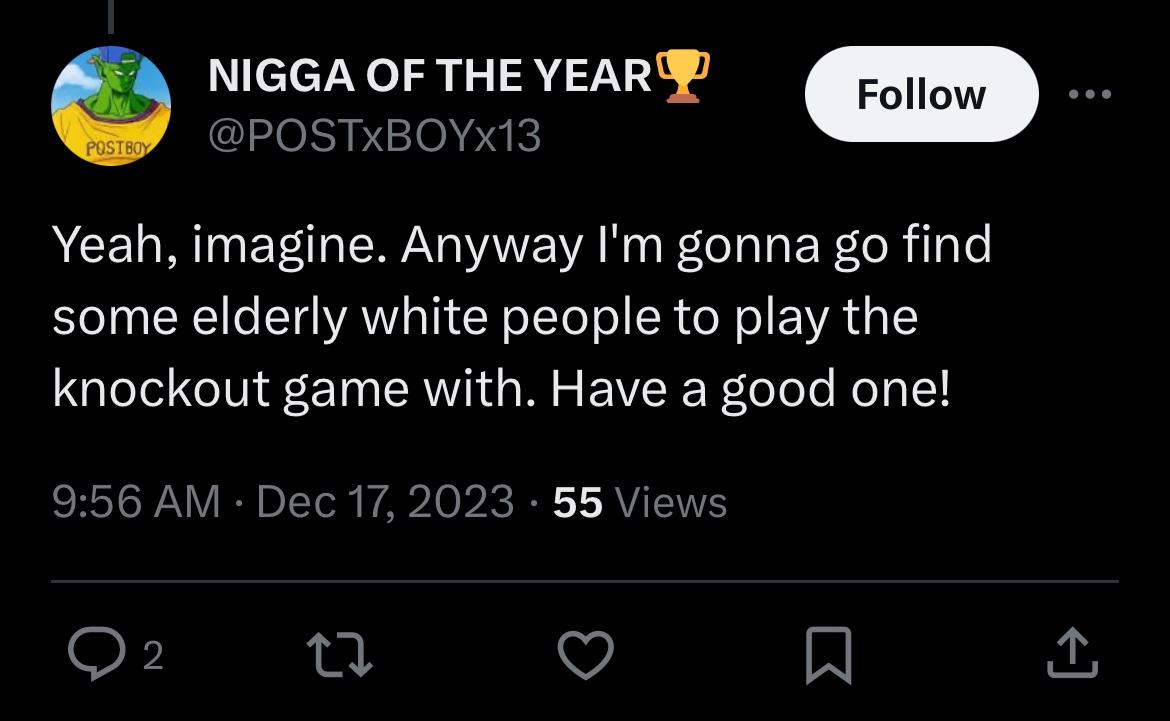 NIGGA OF THE YEAR🏆
Follow
@POSTxBOYx13
POSTBOY
Yeah, imagine. Anyway I'm gonna go find
some elderly white people to play the
knockout game with. Have a good one!
9:56 AM · Dec 17, 2023 · 55 Views
2